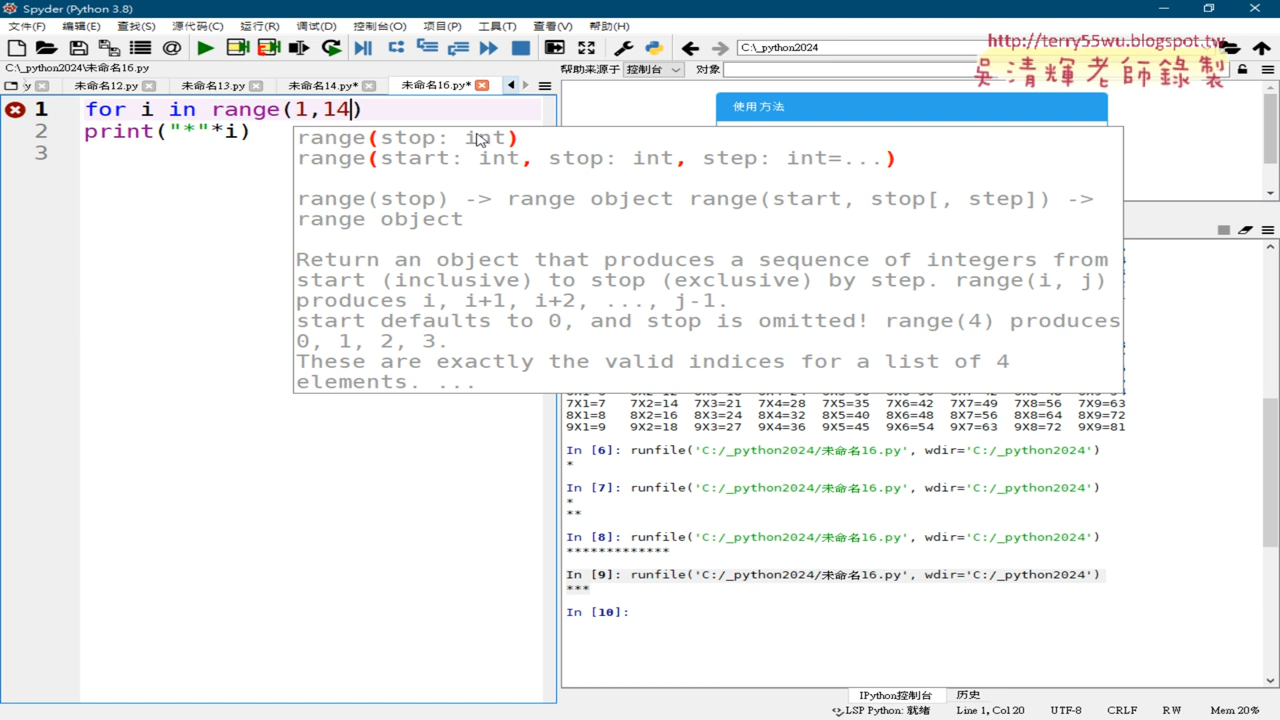 Spyder (Python 3.8)
文件(F) 编辑(E) 查找(S) 源代码(C) 运行(R) 调试(D) 控制台(O) 项目(P) 工具(T) 查看(V) 帮助(H)
C:\_python2024
http://terry55wu.blogspot.tw
吳清輝老師錄製
C:\_python2024\未命名16.py
帮助来源于 控制台 对象
y 未命名12.py 未命名13.py 未命名14.py* 未命名16.py*
使用方法
1 for i in range(1,14)
2 print("*"*i)
3
range(stop: int)
range(start: int, stop: int, step: int=...)
range(stop) -> range object range(start, stop[, step]) ->
range object
Return an object that produces a sequence of integers from
start (inclusive) to stop (exclusive) by step. range(i, j)
produces i, i+1, i+2, ..., j-1.
start defaults to 0, and stop is omitted! range(4) produces
0, 1, 2, 3.
These are exactly the valid indices for a list of 4
elements. ...
7X1=7 7X2=14 7X3=21 7X4=28 7X5=35 7X6=42 7X7=49 7X8=56 7X9=63
8X1=8 8X2=16 8X3=24 8X4=32 8X5=40 8X6=48 8X7=56 8X8=64 8X9=72
9X1=9 9X2=18 9X3=27 9X4=36 9X5=45 9X6=54 9X7=63 9X8=72 9X9=81
In [6]: runfile('C:/_python2024/未命名16.py', wdir='C:/_python2024')
*
In [7]: runfile('C:/_python2024/未命名16.py', wdir='C:/_python2024')
*
**
In [8]: runfile('C:/_python2024/未命名16.py', wdir='C:/_python2024')
*************
In [9]: runfile('C:/_python2024/未命名16.py', wdir='C:/_python2024')
***
In [10]:
IPython控制台 历史
LSP Python: 就绪 Line 1, Col 20 UTF-8 CRLF RW Mem 20%